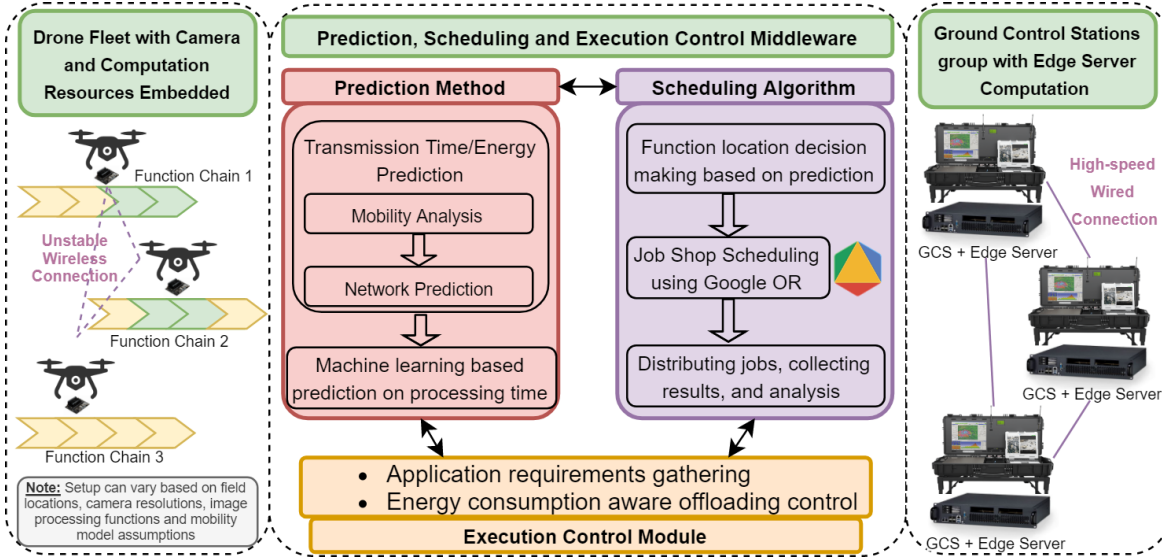 Drone Fleet with Camera
and Computation
Resources Embedded
Function Chain 1
Unstable
Wireless
Connection
Function Chain 2
Function Chain 3
Note: Setup can vary based on field
locations, camera resolutions, image
processing functions and mobility
model assumptions
Prediction, Scheduling and Execution Control Middleware
Prediction Method
Transmission Time/Energy
Prediction
Mobility Analysis
Network Prediction
Machine learning based
prediction on processing time
Scheduling Algorithm
Function location decision
making based on prediction
Job Shop Scheduling
using Google OR
Distributing jobs, collecting
results, and analysis
• Application requirements gathering
• Energy consumption aware offloading control
Execution Control Module
Ground Control Stations
group with Edge Server
Computation
High-speed
Wired
Connection
GCS + Edge Server
GCS + Edge Server
GCS + Edge Server